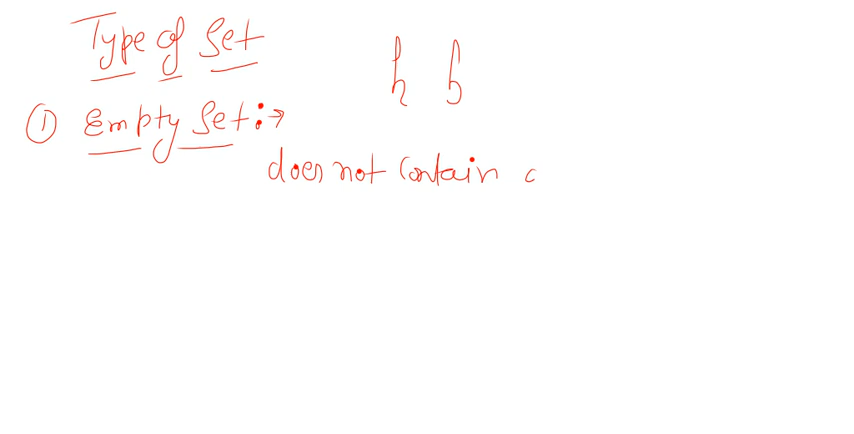 Type of Set
h b
① Empty Set :→
does not contain a